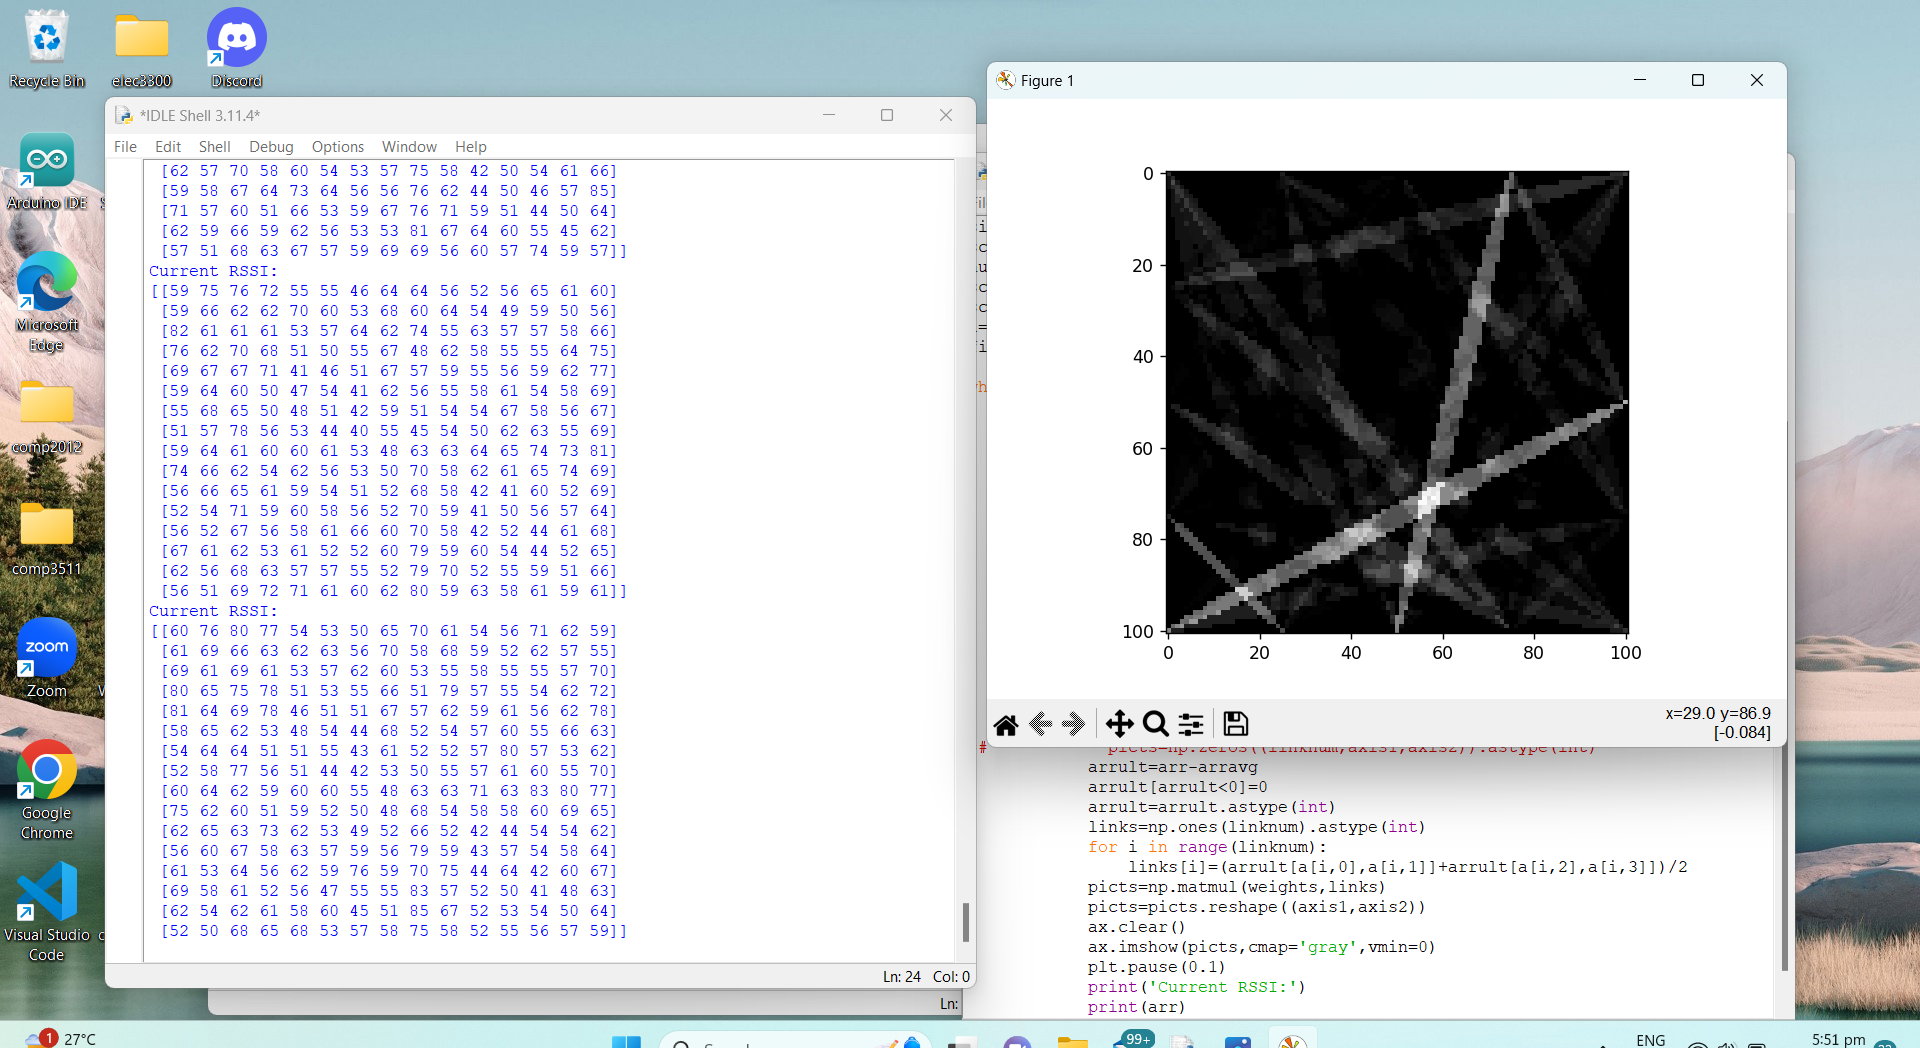 Recycle Bin
elec3300
Discord
Arduino IDE
Microsoft
Edge
comp2012
comp3511
zoom
Zoom
Google
Chrome
Visual Studio
Code
*IDLE Shell 3.11.4*
File Edit Shell Debug Options Window Help
[62 57 70 58 60 54 53 57 75 58 42 50 54 61 66]
[59 58 67 64 73 64 56 56 76 62 44 50 46 57 85]
[71 57 60 51 66 53 59 67 76 71 59 51 44 50 64]
[62 59 66 59 62 56 53 53 81 67 64 60 55 45 62]
[57 51 68 63 67 57 59 69 69 56 60 57 74 59 57]]
Current RSSI:
[[59 75 76 72 55 55 46 64 64 56 52 56 65 61 60]
[59 66 62 62 70 60 53 68 60 64 54 49 59 50 56]
[82 61 61 61 53 57 64 62 74 55 63 57 57 58 66]
[76 62 70 68 51 50 55 67 48 62 58 55 55 64 75]
[69 67 67 71 41 46 51 67 57 59 55 56 59 62 77]
[59 64 60 50 47 54 41 62 56 55 58 61 54 58 69]
[55 68 65 50 48 51 42 59 51 54 54 67 58 56 67]
[51 57 78 56 53 44 40 55 45 54 50 62 63 55 69]
[59 64 61 60 60 61 53 48 63 63 64 65 74 73 81]
[74 66 62 54 62 56 53 50 70 58 62 61 65 74 69]
[56 66 65 61 59 54 51 52 68 58 42 41 60 52 69]
[52 54 71 59 60 58 56 52 70 59 41 50 56 57 64]
[56 52 67 56 58 61 66 60 70 58 42 52 44 61 68]
[67 61 62 53 61 52 52 60 79 59 60 54 44 52 65]
[62 56 68 63 57 57 55 52 79 70 52 55 59 51 66]
[56 51 69 72 71 61 60 62 80 59 63 58 61 59 61]]
Current RSSI:
[[60 76 80 77 54 53 50 65 70 61 54 56 71 62 59]
[61 69 66 63 62 63 56 70 58 68 59 52 62 57 55]
[69 61 69 61 53 57 62 60 53 55 58 55 55 57 70]
[80 65 75 78 51 53 55 66 51 79 57 55 54 62 72]
[81 64 69 78 46 51 51 67 57 62 59 61 56 62 78]
[58 65 62 53 48 54 44 68 52 54 57 60 55 66 63]
[54 64 64 51 51 55 43 61 52 52 57 80 57 53 62]
[52 58 77 56 51 44 42 53 50 55 57 61 60 55 70]
[60 64 62 59 60 60 55 48 63 63 71 63 83 80 77]
[75 62 60 51 59 52 50 48 68 54 58 58 60 69 65]
[62 65 63 73 62 53 49 52 66 52 42 44 54 54 62]
[56 60 67 58 63 57 59 56 79 59 43 57 54 58 64]
[61 53 64 56 62 59 76 59 70 75 44 64 42 60 67]
[69 58 61 52 56 47 55 55 83 57 52 50 41 48 63]
[62 54 62 61 58 60 45 51 85 67 52 53 54 50 64]
[52 50 68 65 68 53 57 58 75 58 52 55 56 57 59]]
Ln: 24 Col: 0
Ln:
Figure 1
0
20
40
60
80
100
0 20 40 60 80 100
x=29.0 y=86.9
[-0.084]
# picts=np.zeros((linknum,axis1,axis2)).astype(int)
arrult=arr-arravg
arrult[arrult<0]=0
arrult=arrult.astype(int)
links=np.ones(linknum).astype(int)
for i in range(linknum):
links[i]=(arrult[a[i,0],a[i,1]]+arrult[a[i,2],a[i,3]])/2
picts=np.matmul(weights,links)
picts=picts.reshape((axis1,axis2))
ax.clear()
ax.imshow(picts,cmap='gray',vmin=0)
plt.pause(0.1)
print('Current RSSI:')
print(arr)
1
27°C
99+
ENG
5:51 pm